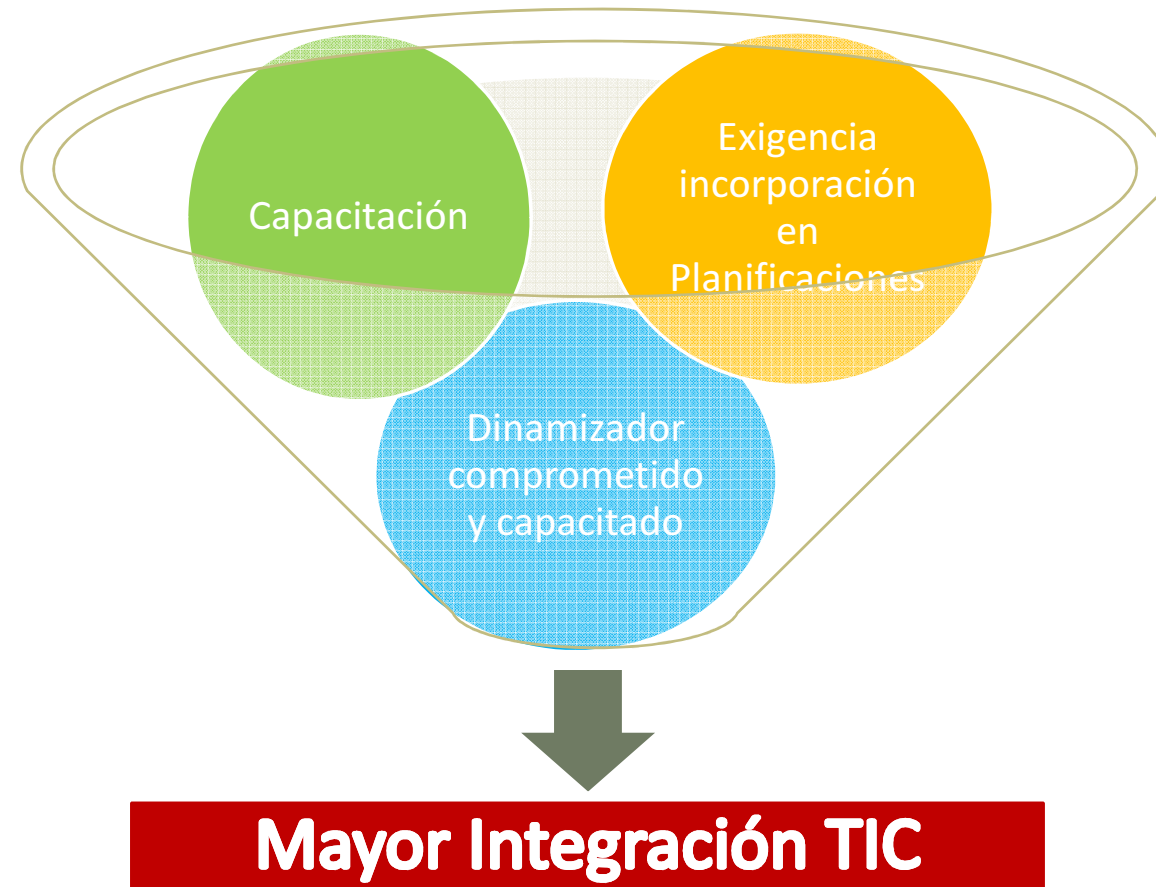 Capacitación
Exigencia
incorporación
en
Planificaciones
Dinamizador
comprometido
y capacitado
Mayor Integración TIC